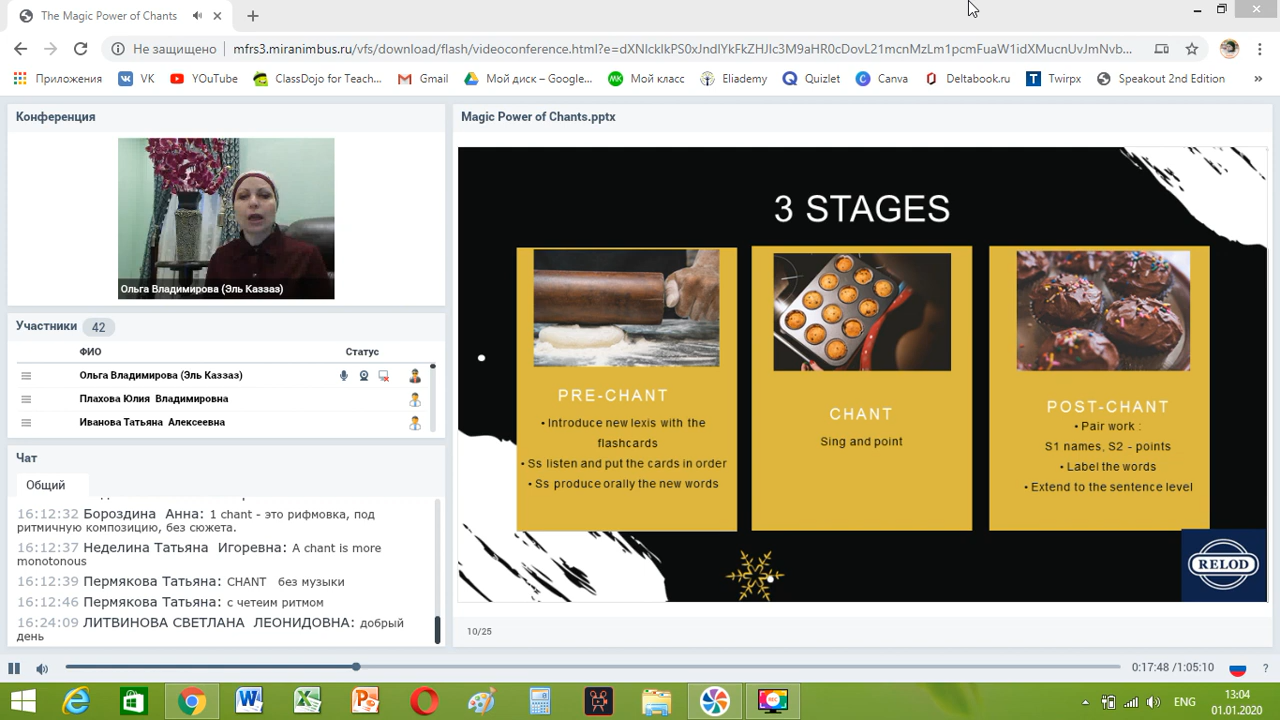 The Magic Power of Chants
Не защищено
mfrs3.miranimbus.ru/vfs/download/flash/videoconference.html?e=
Приложения
VK
YOUTube
ClassDojo for Teach...
Gmail
Мой диск – Google...
Мой класс
Eliademy
Quizlet
Canva
Deltabook.ru
Twirpx
Speakout 2nd Edition
Конференция
Ольга Владимирова (Эль Каззаз)
Участники 42
ФИО Статус
Ольга Владимирова (Эль Каззаз)
Плахова Юлия Владимировна
Иванова Татьяна Алексеевна
Чат
Общий
16:12:32 Бороздина Анна: 1 chant - это рифмовка, под
ритмичную композицию, без сюжета.
16:12:37 Неделина Татьяна Игоревна: A chant is more
monotonous
16:12:39 Пермякова Татьяна: CHANT без музыки
16:12:46 Пермякова Татьяна: с четеим ритмом
16:24:09 ЛИТВИНОВА СВЕТЛАНА ЛЕОНИДОВНА: добрый
день
Magic Power of Chants.pptx
3 STAGES
PRE-CHANT
• Introduce new lexis with the
flashcards
• Ss listen and put the cards in order
• Ss produce orally the new words
CHANT
Sing and point
POST-CHANT
• Pair work :
S1 names, S2 - points
• Label the words
• Extend to the sentence level
RELOD
10/25
0:17:48 / 1:05:10
?
ENG
13:04
01.01.2020